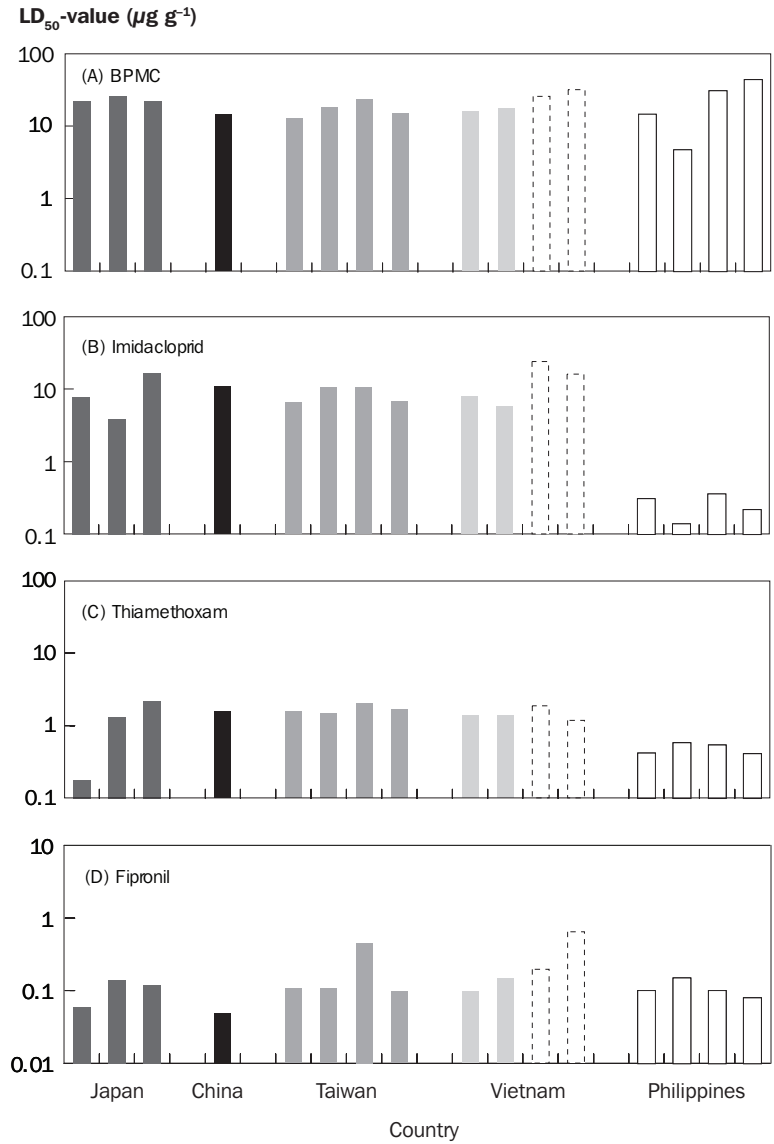 LD50-value (µg g–1)
100
(A) BPMC
10
1
0.1
100
(B) Imidacloprid
10
1
0.1
100
(C) Thiamethoxam
10
1
0.1
10
(D) Fipronil
1
0.1
0.01
Japan China Taiwan Vietnam Philippines
Country